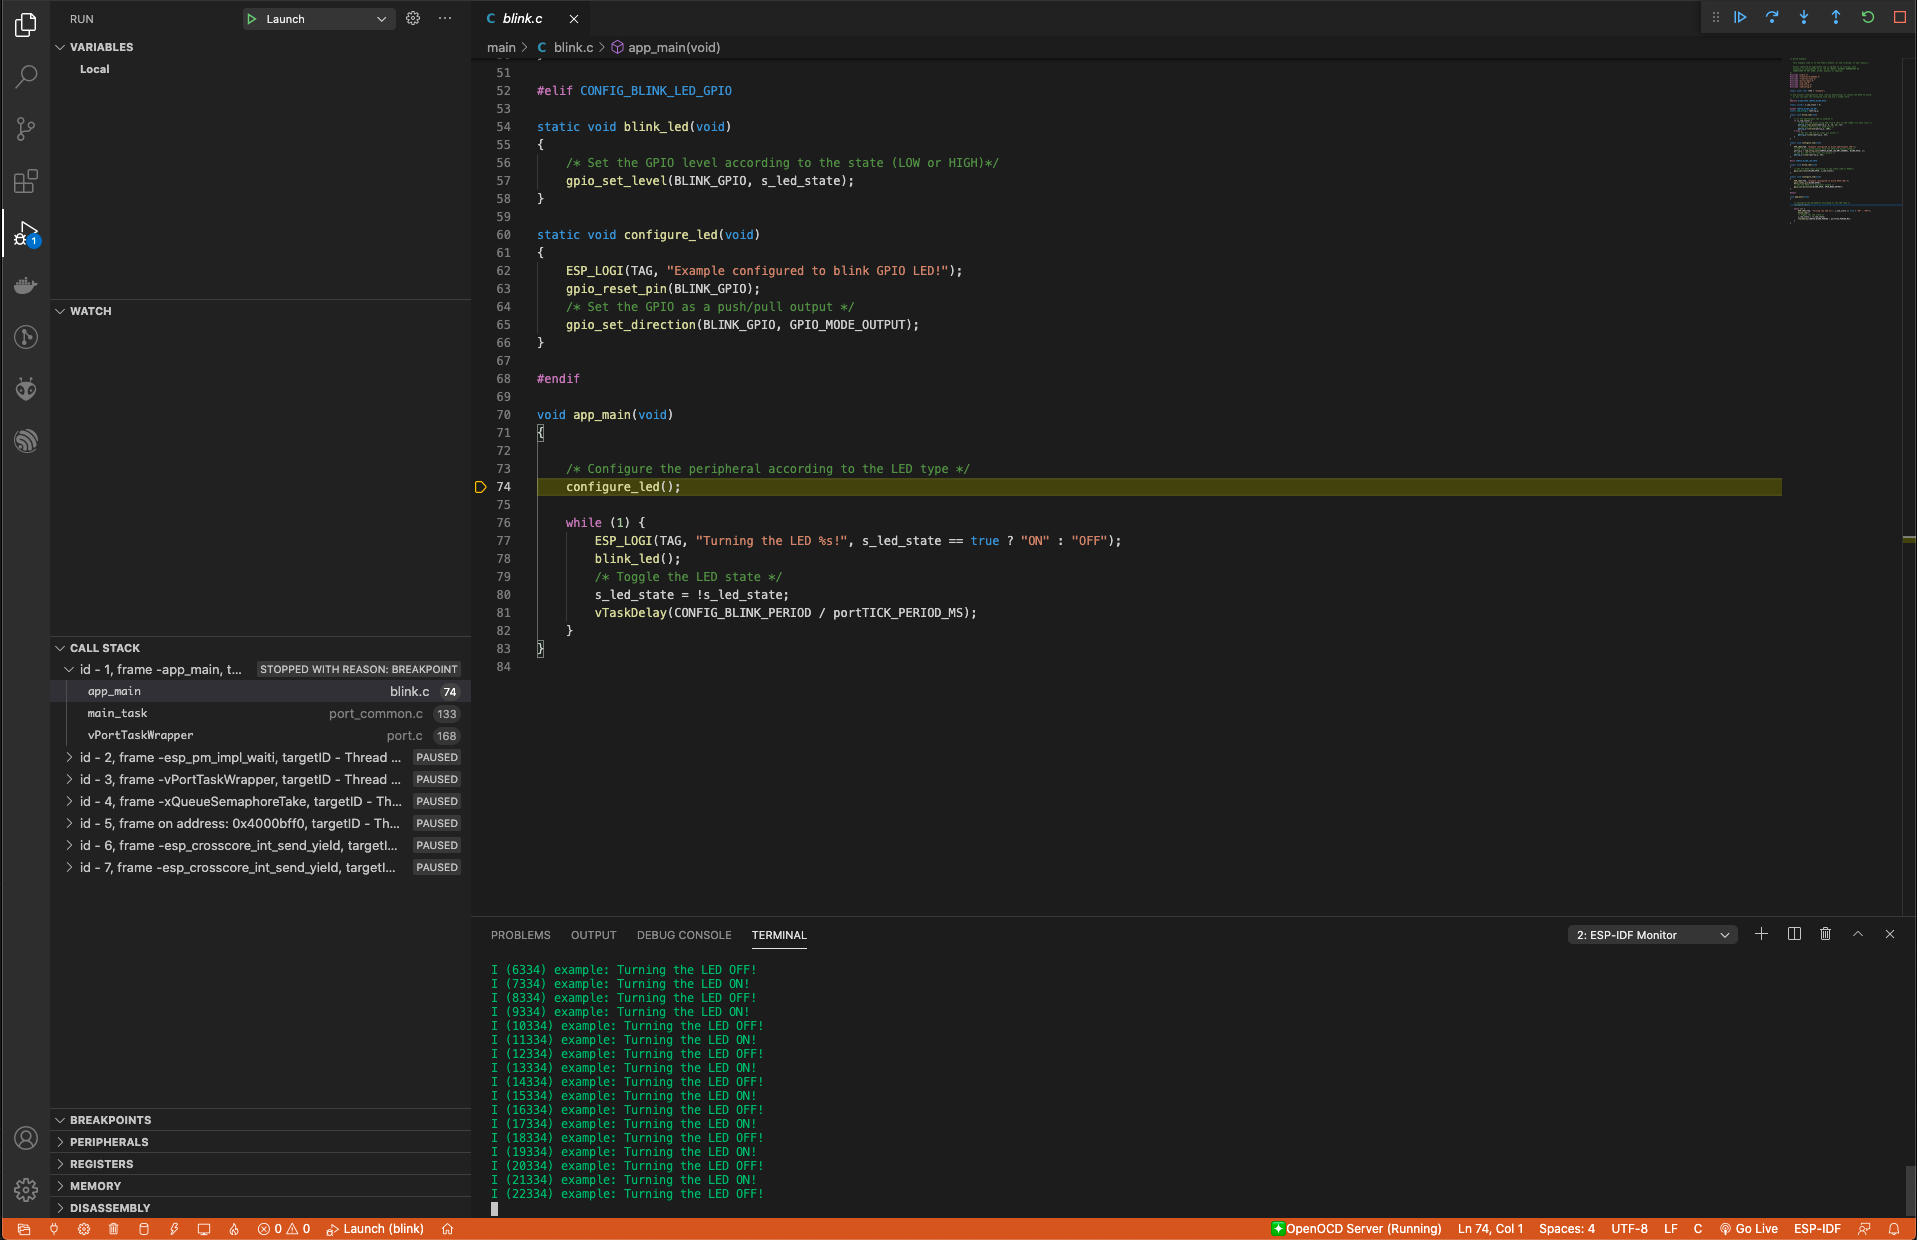 RUN
Launch
VARIABLES
Local
WATCH
CALL STACK
id - 1, frame -app_main, t... STOPPED WITH REASON: BREAKPOINT
app_main blink.c 74
main_task port_common.c 133
vPortTaskWrapper port.c 168
id - 2, frame -esp_pm_impl_waiti, targetID - Thread ... PAUSED
id - 3, frame -vPortTaskWrapper, targetID - Thread ... PAUSED
id - 4, frame -xQueueSemaphoreTake, targetID - Th... PAUSED
id - 5, frame on address: 0x4000bff0, targetID - Th... PAUSED
id - 6, frame -esp_crosscore_int_send_yield, targetI... PAUSED
id - 7, frame -esp_crosscore_int_send_yield, targetI... PAUSED
BREAKPOINTS
PERIPHERALS
REGISTERS
MEMORY
DISASSEMBLY
1
C blink.c
main > C blink.c > app_main(void)
51
52 #elif CONFIG_BLINK_LED_GPIO
53
54 static void blink_led(void)
55 {
56 /* Set the GPIO level according to the state (LOW or HIGH)*/
57 gpio_set_level(BLINK_GPIO, s_led_state);
58 }
59
60 static void configure_led(void)
61 {
62 ESP_LOGI(TAG, "Example configured to blink GPIO LED!");
63 gpio_reset_pin(BLINK_GPIO);
64 /* Set the GPIO as a push/pull output */
65 gpio_set_direction(BLINK_GPIO, GPIO_MODE_OUTPUT);
66 }
67
68 #endif
69
70 void app_main(void)
71 {
72
73 /* Configure the peripheral according to the LED type */
74 configure_led();
75
76 while (1) {
77 ESP_LOGI(TAG, "Turning the LED %s!", s_led_state == true ? "ON" : "OFF");
78 blink_led();
79 /* Toggle the LED state */
80 s_led_state = !s_led_state;
81 vTaskDelay(CONFIG_BLINK_PERIOD / portTICK_PERIOD_MS);
82 }
83 }
84
PROBLEMS OUTPUT DEBUG CONSOLE TERMINAL
2: ESP-IDF Monitor
I (6334) example: Turning the LED OFF!
I (7334) example: Turning the LED ON!
I (8334) example: Turning the LED OFF!
I (9334) example: Turning the LED ON!
I (10334) example: Turning the LED OFF!
I (11334) example: Turning the LED ON!
I (12334) example: Turning the LED OFF!
I (13334) example: Turning the LED ON!
I (14334) example: Turning the LED OFF!
I (15334) example: Turning the LED ON!
I (16334) example: Turning the LED OFF!
I (17334) example: Turning the LED ON!
I (18334) example: Turning the LED OFF!
I (19334) example: Turning the LED ON!
I (20334) example: Turning the LED OFF!
I (21334) example: Turning the LED ON!
I (22334) example: Turning the LED OFF!
0 0 Launch (blink) OpenOCD Server (Running) Ln 74, Col 1 Spaces: 4 UTF-8 LF C Go Live ESP-IDF